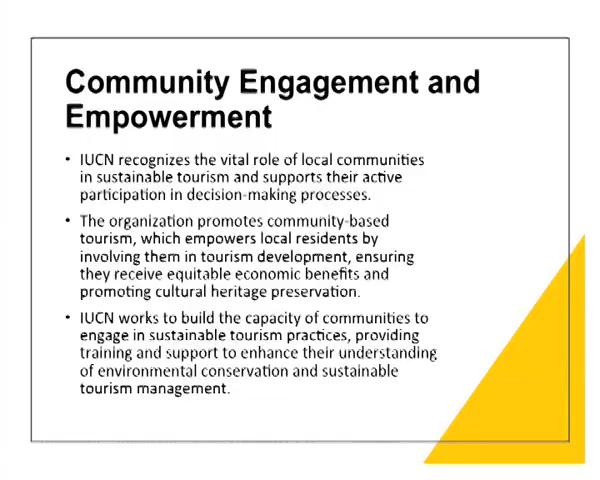 Community Engagement and
Empowerment
• IUCN recognizes the vital role of local communities
in sustainable tourism and supports their active
participation in decision-making processes.
• The organization promotes community-based
tourism, which empowers local residents by
involving them in tourism development, ensuring
they receive equitable economic benefits and
promoting cultural heritage preservation.
• IUCN works to build the capacity of communities to
engage in sustainable tourism practices, providing
training and support to enhance their understanding
of environmental conservation and sustainable
tourism management.